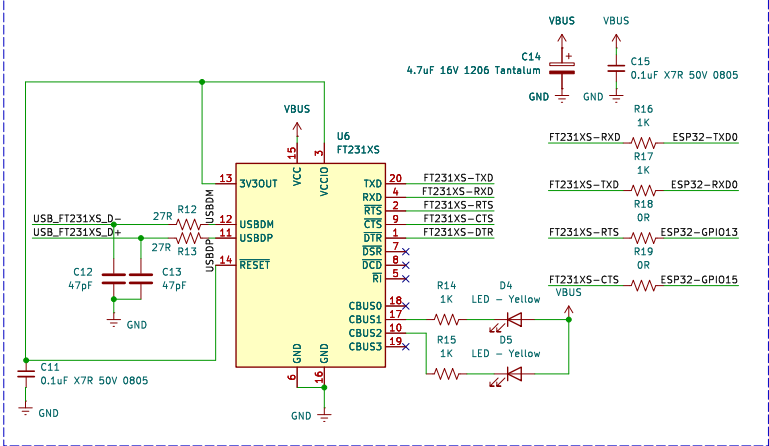 VBUS
VBUS
C14
4.7uF 16V 1206 Tantalum
+
C15
0.1uF X7R 50V 0805
GND
GND
VBUS
U6
FT231XS
15
3
VCC
VCCIO
13
3V3OUT
TXD
20
FT231XS-TXD
RXD
4
FT231XS-RXD
RTS
2
FT231XS-RTS
CTS
9
FT231XS-CTS
DTR
1
FT231XS-DTR
DSR
7
DCD
8
RI
5
USB_FT231XS_D-
27R
R12
USBDM
12
USBDM
USB_FT231XS_D+
27R
R13
USBDP
11
USBDP
14
RESET
C12
47pF
C13
47pF
GND
CBUS0
18
CBUS1
17
CBUS2
10
CBUS3
19
R14
1K
D4
LED - Yellow
VBUS
R15
1K
D5
LED - Yellow
GND
GND
6
16
GND
C11
0.1uF X7R 50V 0805
GND
R16
1K
FT231XS-RXD
ESP32-TXD0
R17
1K
FT231XS-TXD
ESP32-RXD0
R18
0R
FT231XS-RTS
ESP32-GPIO13
R19
0R
FT231XS-CTS
ESP32-GPIO15